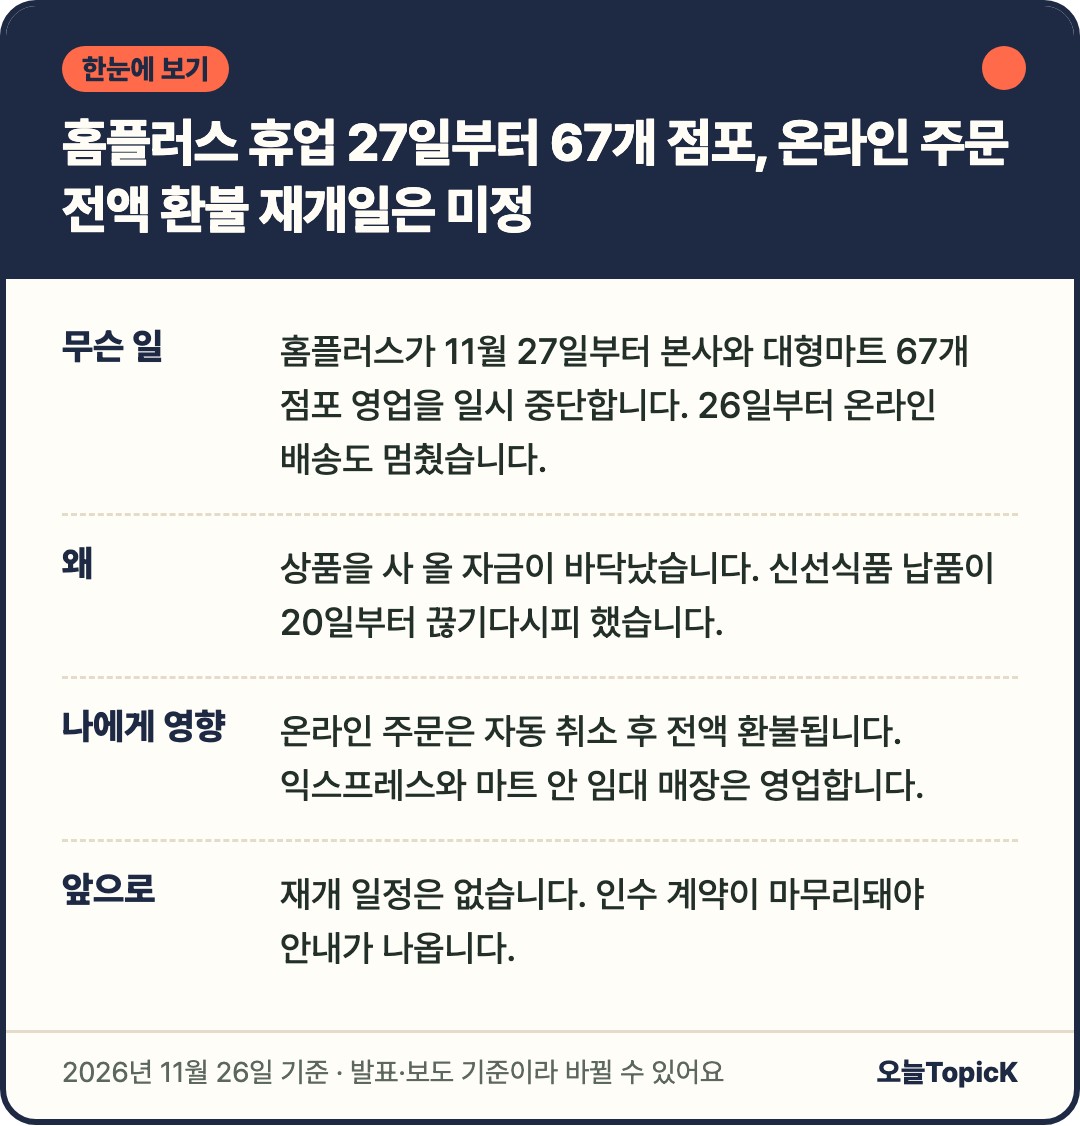 한눈에 보기
홈플러스 휴업 27일부터 67개 점포, 온라인 주문
전액 환불 재개일은 미정
무슨 일
홈플러스가 11월 27일부터 본사와 대형마트 67개
점포 영업을 일시 중단합니다. 26일부터 온라인
배송도 멈췄습니다.
왜
상품을 사 올 자금이 바닥났습니다. 신선식품 납품이
20일부터 끊기다시피 했습니다.
나에게 영향
온라인 주문은 자동 취소 후 전액 환불됩니다.
익스프레스와 마트 안 임대 매장은 영업합니다.
앞으로
재개 일정은 없습니다. 인수 계약이 마무리돼야
안내가 나옵니다.
2026년 11월 26일 기준 · 발표·보도 기준이라 바뀔 수 있어요
오늘TopicK